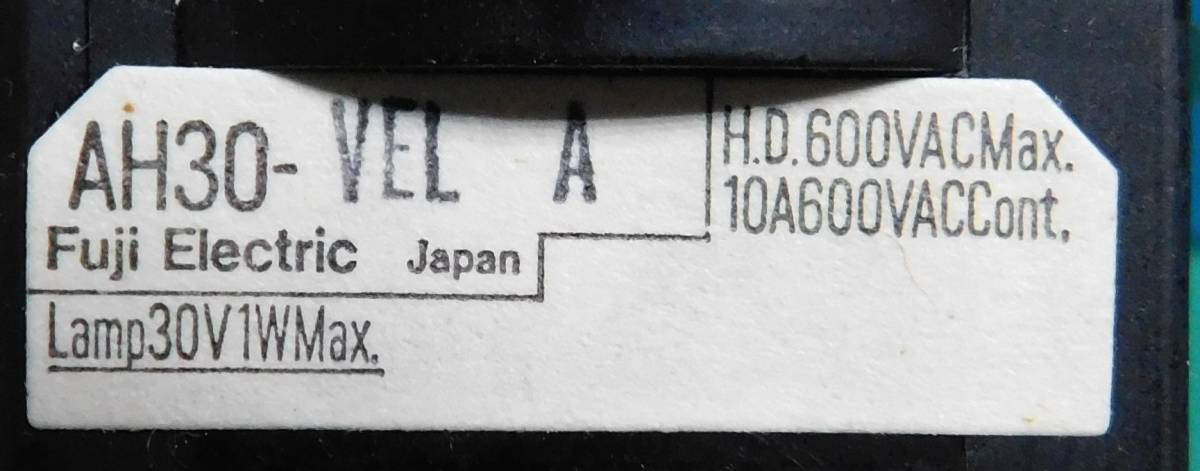 AH30- VEL A
Fuji Electric Japan
Lamp30V1WMax.
H.D.600VACMax.
10A600VACCont.